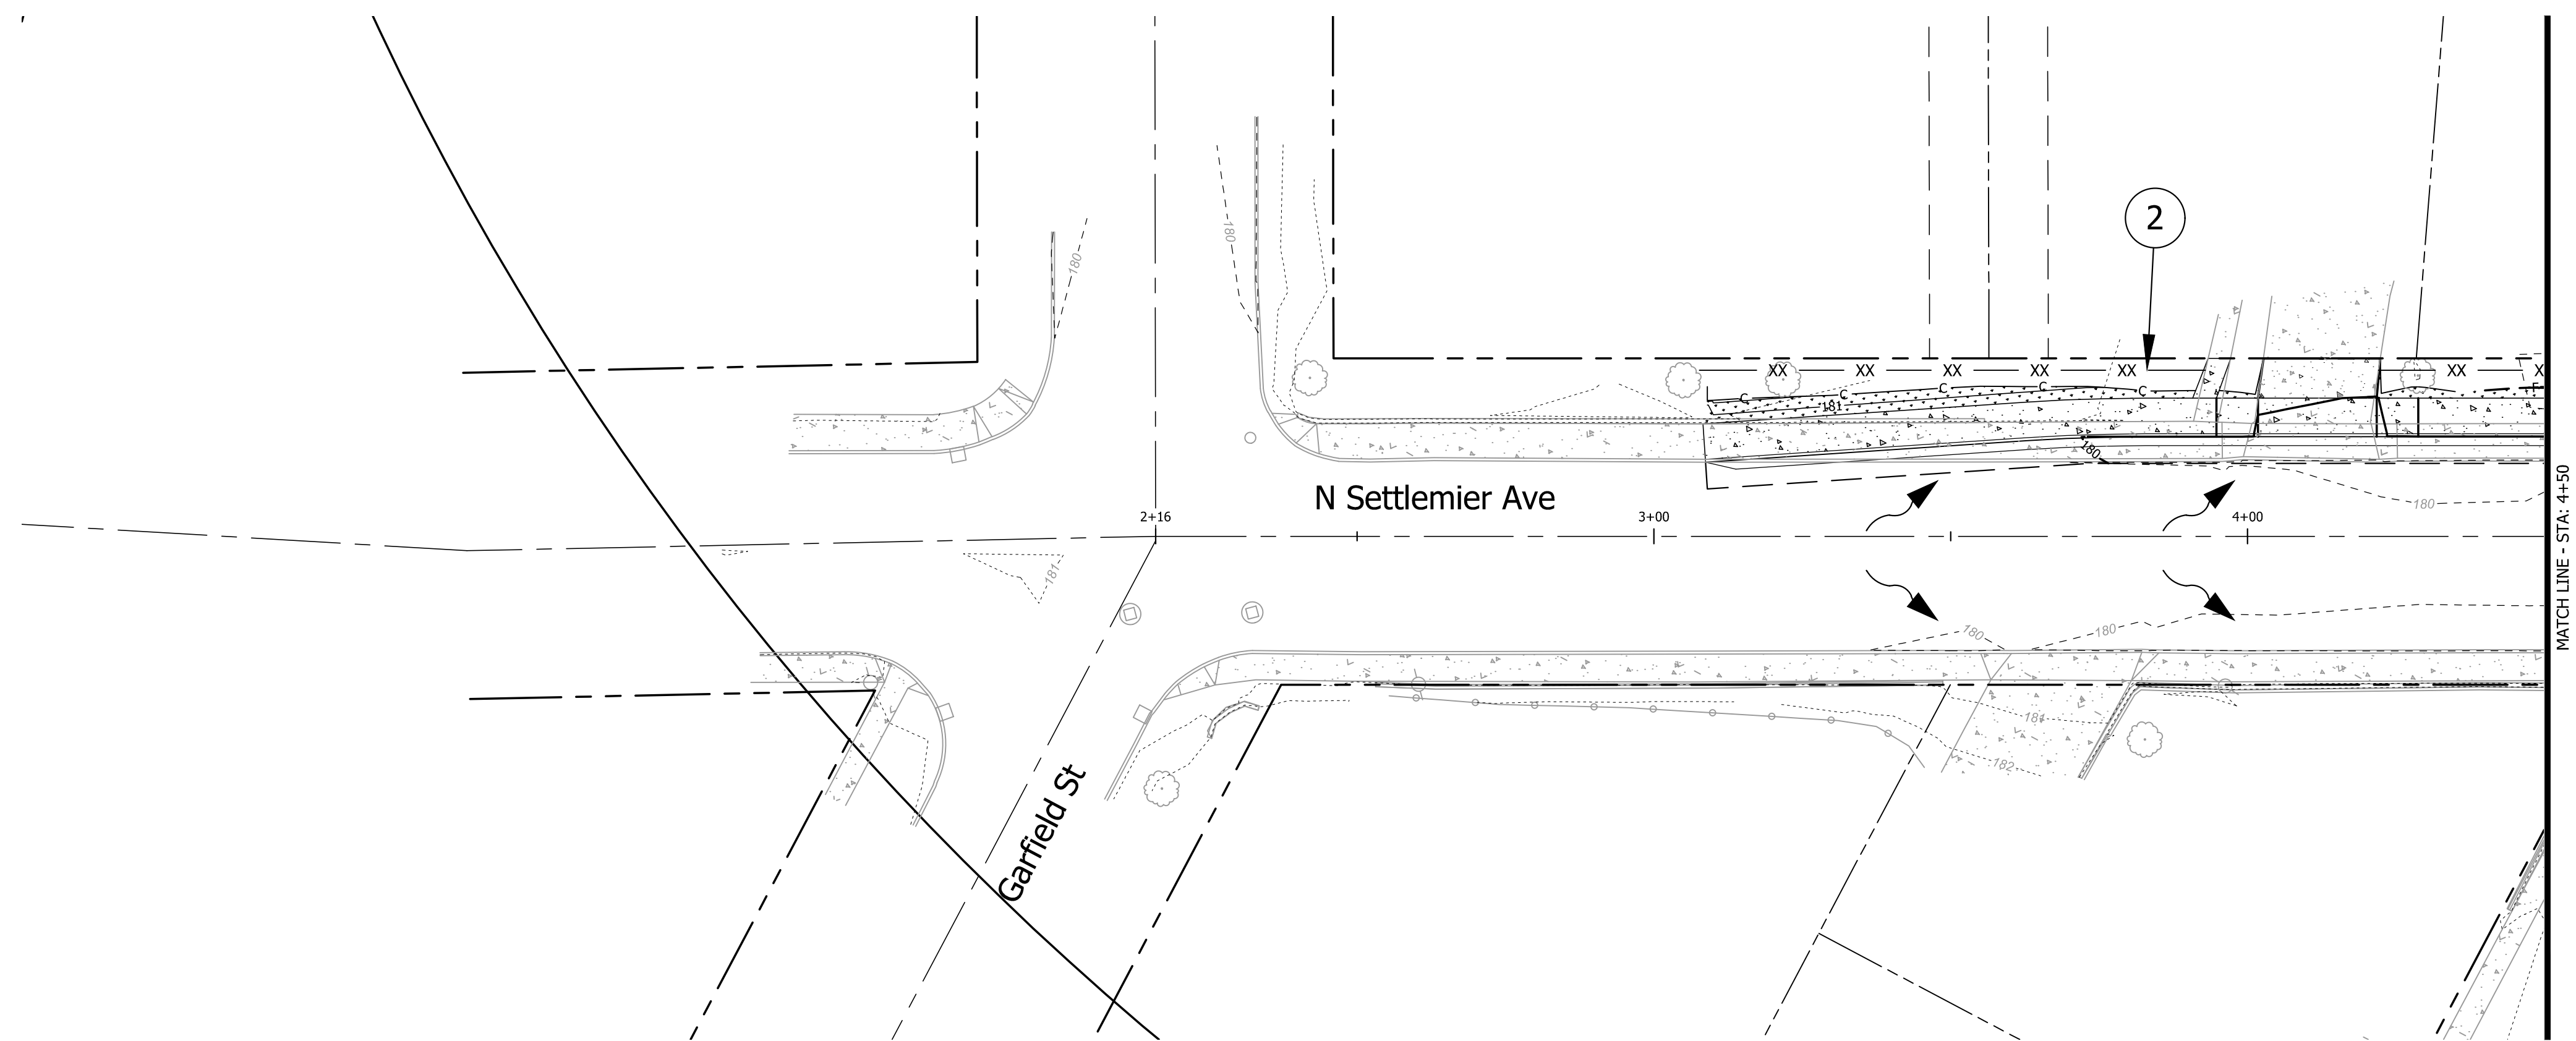 180
180
2
XX XX XX XX XX XX X
C C C C C F
181
180
N Settlemier Ave
180
2+16 3+00 4+00
MATCH LINE - STA: 4+50
181
180 180
181
182
Garfield St